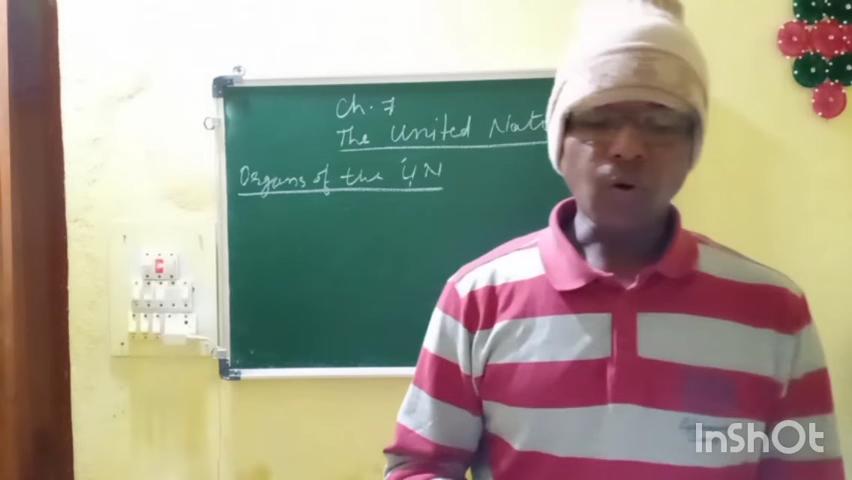 Ch. 7
The United Nat
Organs of the UN
InShOt